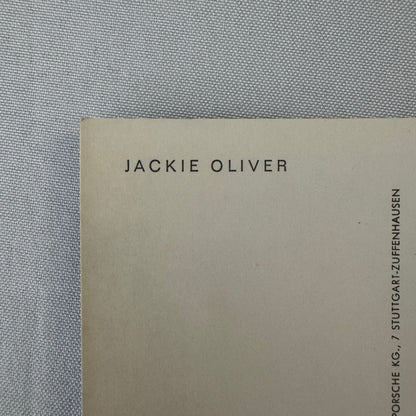 JACKIE OLIVER
PORSCHE KG., 7 STUTTGART-ZUFFENHAUSEN